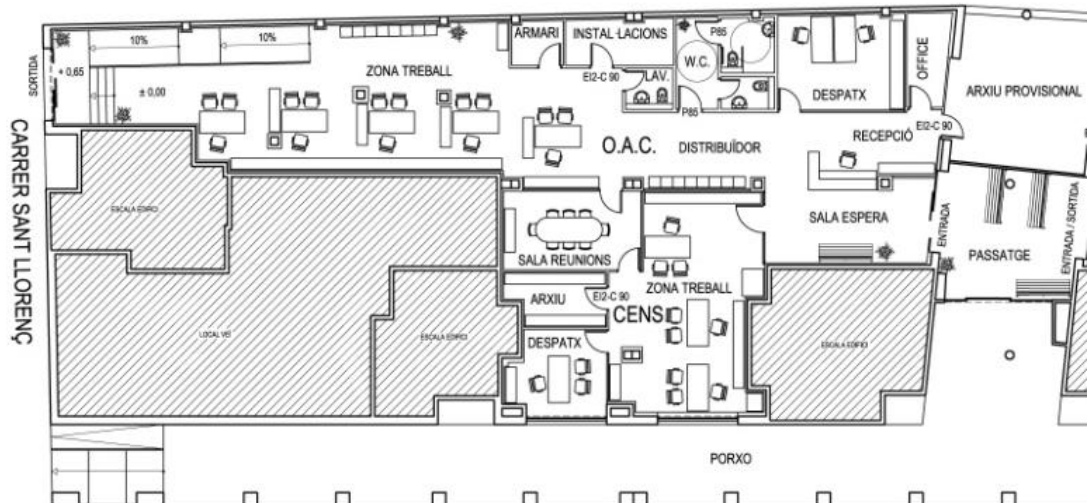 10%
10%
ARMARI
INSTAL·LACIONS
P85
W.C.
OFFICE
SORTIDA
+ 0,65
± 0,00
ZONA TREBALL
EI2-C 90
LAV.
DESPATX
ARXIU PROVISIONAL
P85
EI2-C 90
RECEPCIÓ
O.A.C.
DISTRIBUÏDOR
CARRER SANT LLORENÇ
ESCALA EDIFICI
SALA ESPERA
ENTRADA
PASSATGE
ENTRADA / SORTIDA
SALA REUNIONS
ZONA TREBALL
ARXIU
EI2-C 90
CENS
LOCAL VEÍ
ESCALA EDIFICI
DESPATX
ESCALA EDIFICI
PORXO